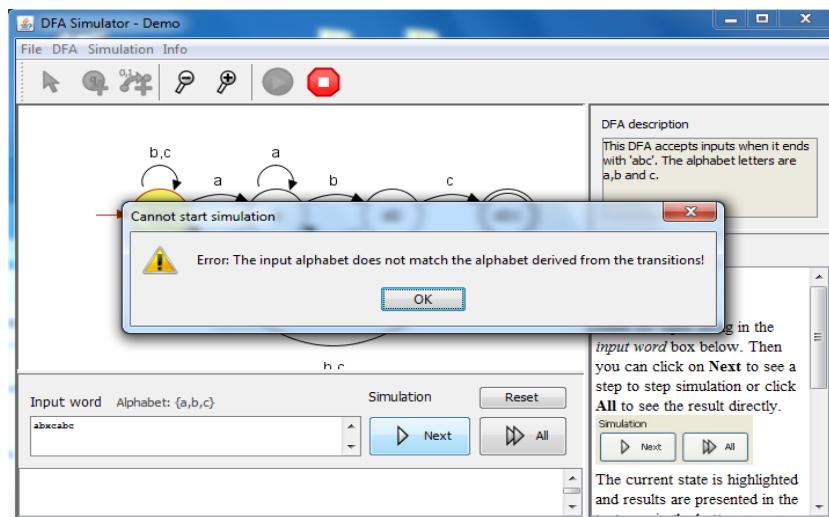 DFA Simulator - Demo
File DFA Simulation Info
0,1
b,c
a
a
b
c
DFA description
This DFA accepts inputs when it ends
with 'abc'. The alphabet letters are
a,b and c.
Cannot start simulation
Error: The input alphabet does not match the alphabet derived from the transitions!
OK
in the
input word box below. Then
you can click on Next to see a
step to step simulation or click
All to see the result directly.
Simulation
Next
All
The current state is highlighted
and results are presented in the
Input word Alphabet: {a,b,c}
abxcabc
Simulation
Reset
Next
All